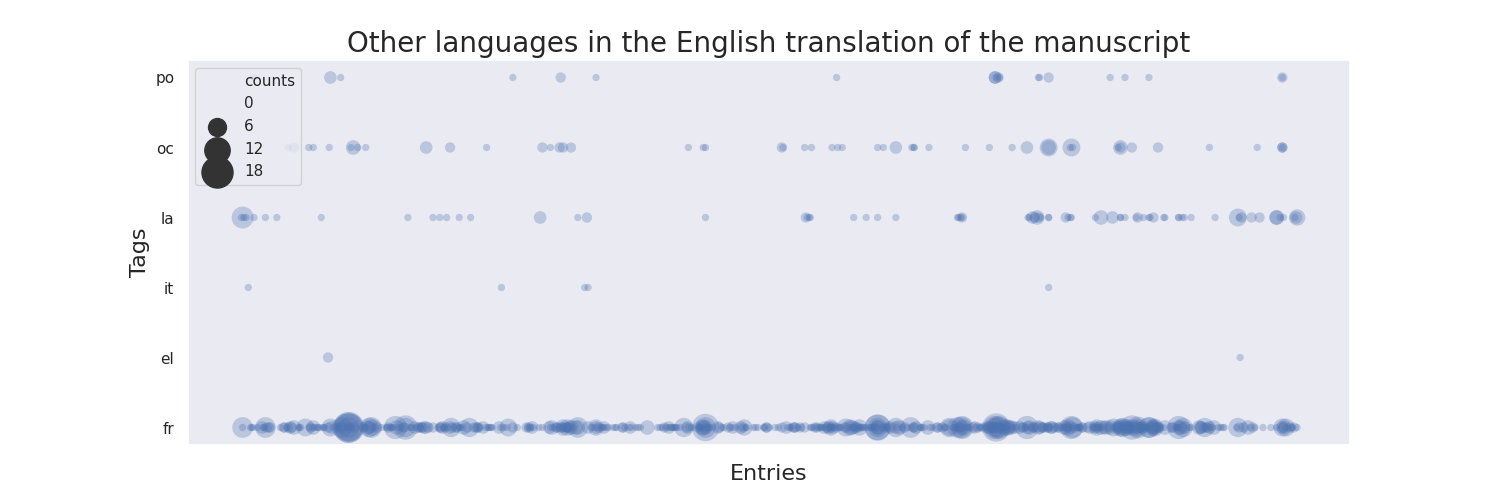 Other languages in the English translation of the manuscript
po
oc
la
it
el
fr
Tags
counts
0
6
12
18
Entries